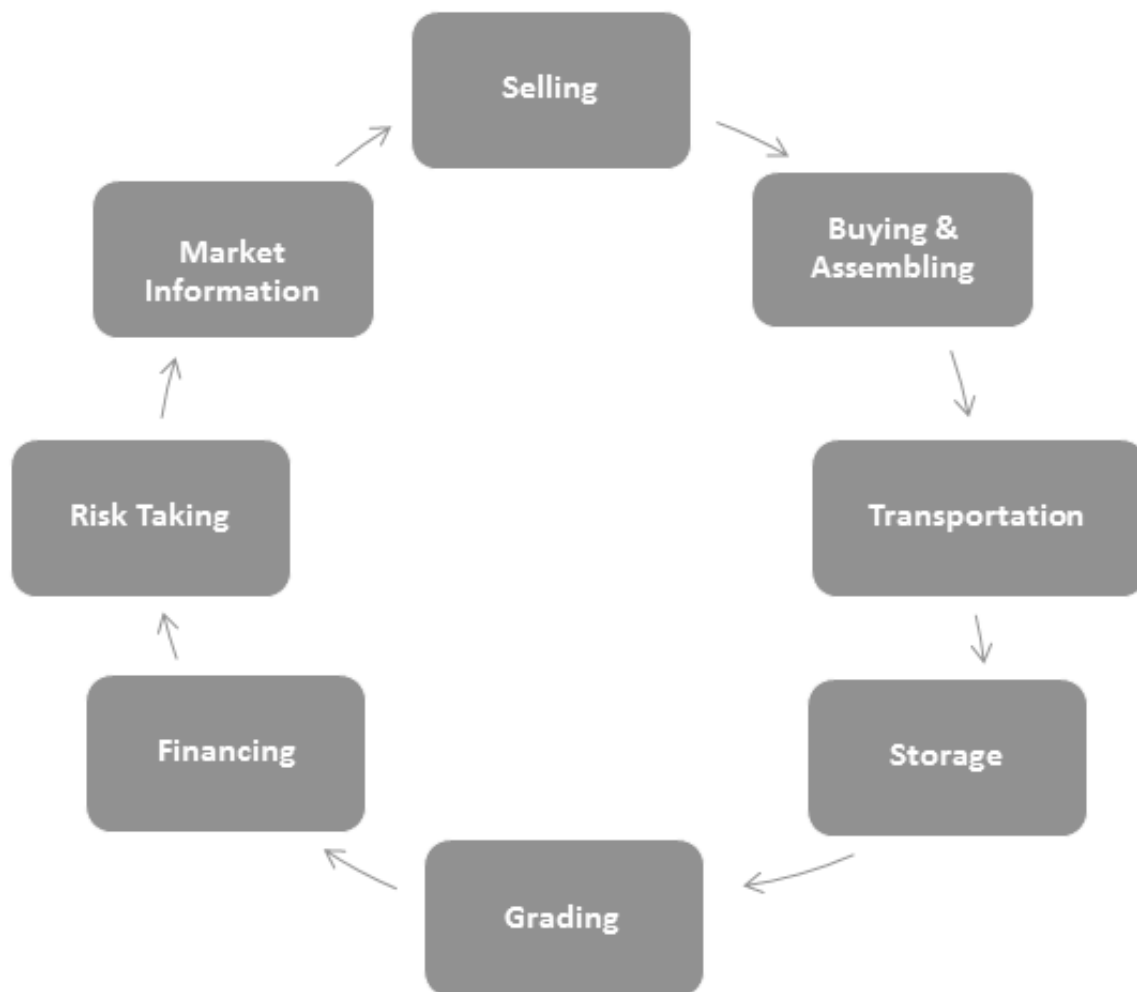 Selling
Buying &
Assembling
Transportation
Storage
Grading
Financing
Risk Taking
Market
Information